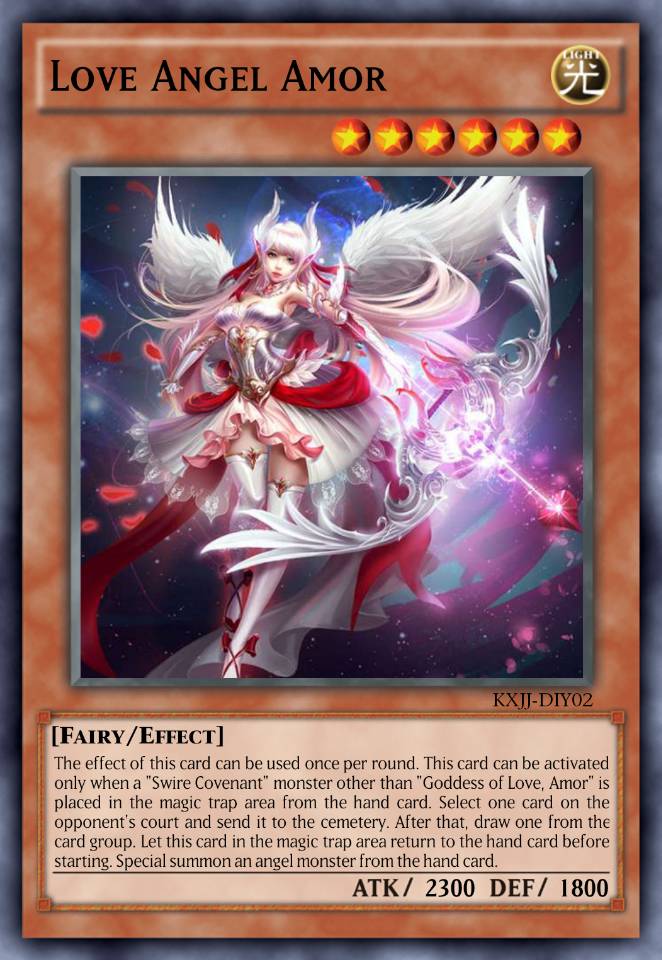 Love Angel Amor
LIGHT
光
KXJJ-DIY02
[Fairy/Effect]
The effect of this card can be used once per round. This card can be activated
only when a "Swire Covenant" monster other than "Goddess of Love, Amor" is
placed in the magic trap area from the hand card. Select one card on the
opponent's court and send it to the cemetery. After that, draw one from the
card group. Let this card in the magic trap area return to the hand card before
starting. Special summon an angel monster from the hand card.
ATK/ 2300 DEF/ 1800